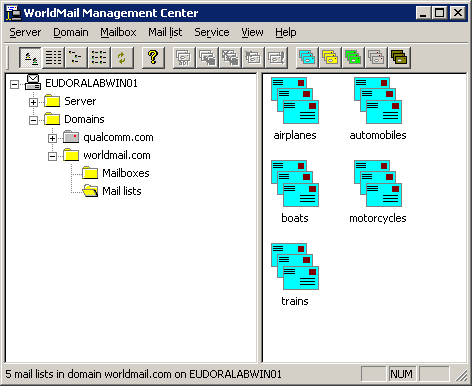 WorldMail Management Center
Server Domain Mailbox Mail list Service View Help
EUDORALABWIN01
Server
Domains
qualcomm.com
worldmail.com
Mailboxes
Mail lists
airplanes automobiles
boats motorcycles
trains
5 mail lists in domain worldmail.com on EUDORALABWIN01 NUM